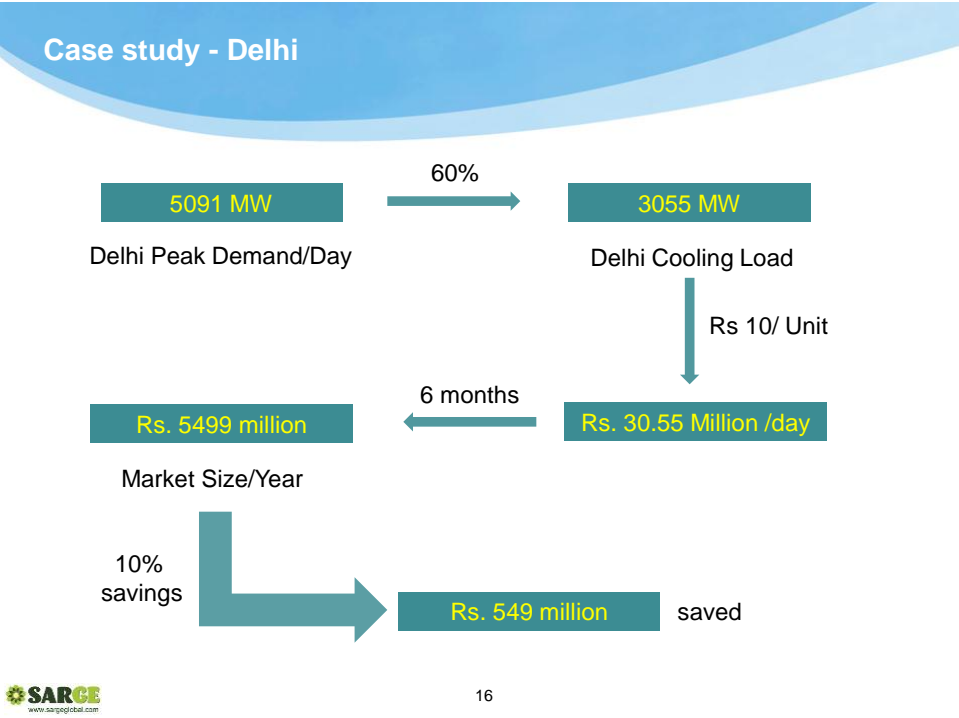 Case study - Delhi
60%
5091 MW
3055 MW
Delhi Peak Demand/Day
Delhi Cooling Load
Rs 10/ Unit
6 months
Rs. 5499 million
Rs. 30.55 Million /day
Market Size/Year
10%
savings
Rs. 549 million
saved
SARGE
www.sargeglobal.com
16